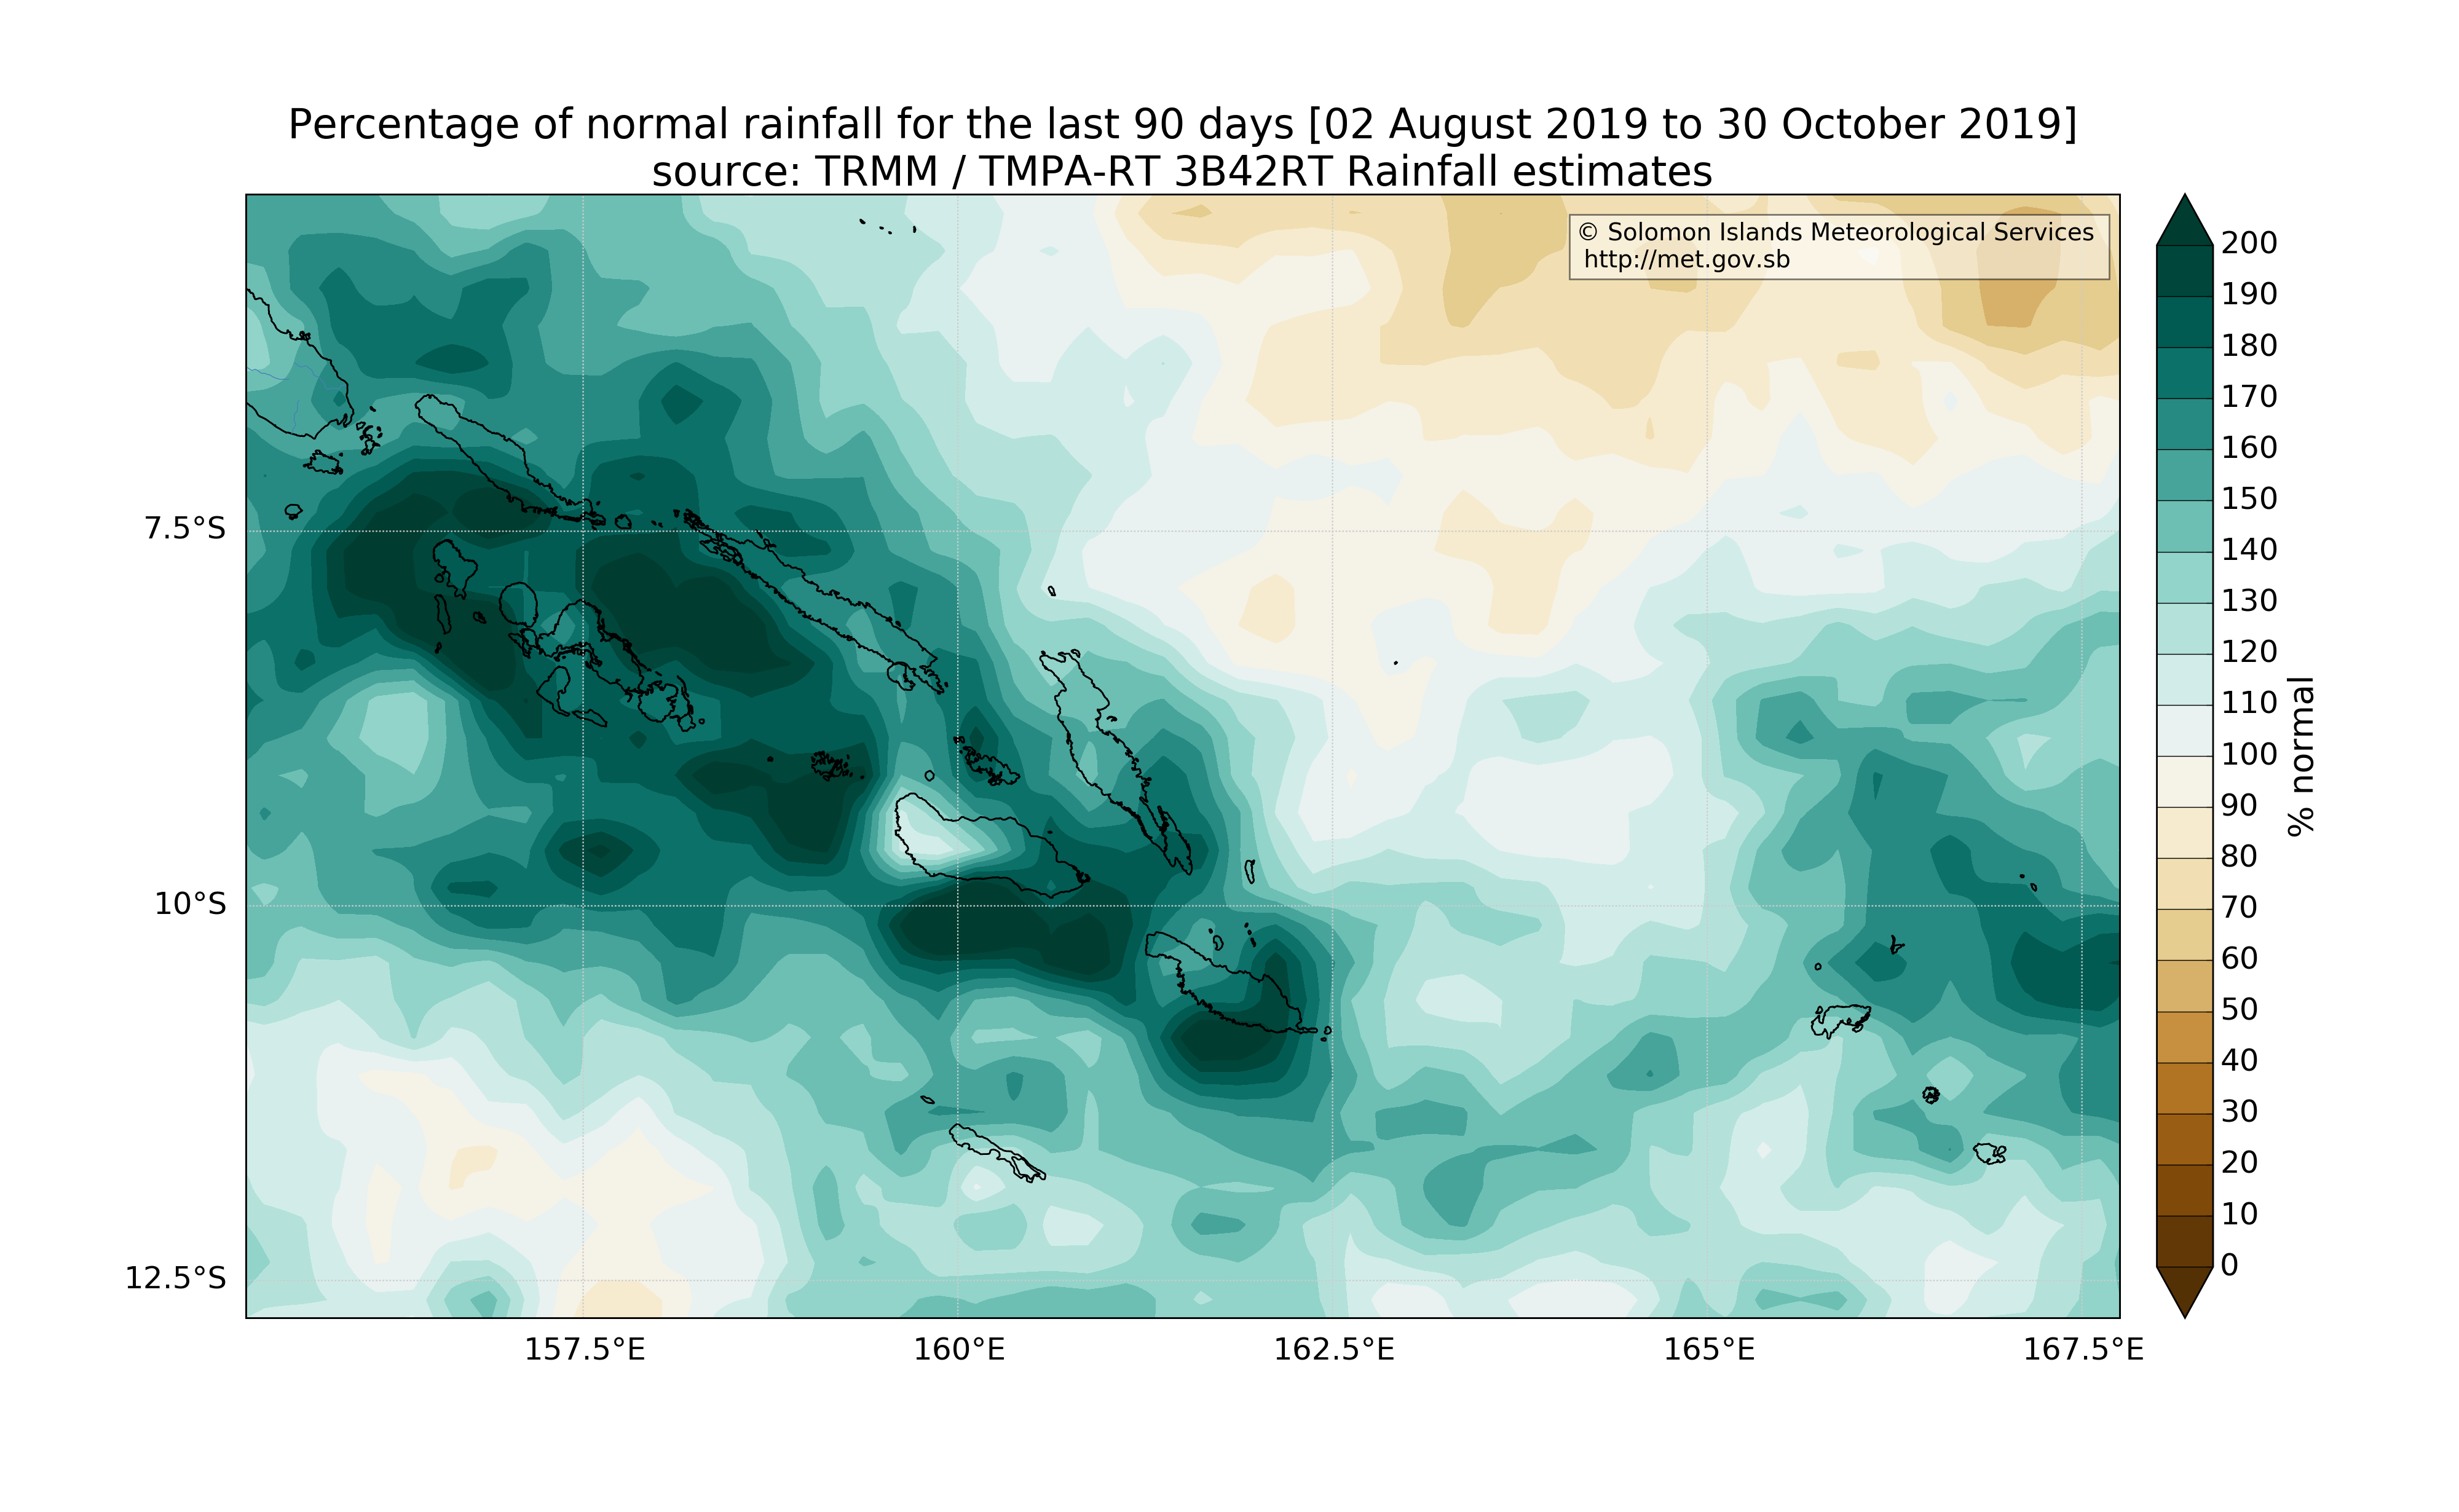 Percentage of normal rainfall for the last 90 days [02 August 2019 to 30 October 2019]
source: TRMM / TMPA-RT 3B42RT Rainfall estimates
© Solomon Islands Meteorological Services
http://met.gov.sb
7.5°S
10°S
12.5°S
157.5°E
160°E
162.5°E
165°E
167.5°E
200
190
180
170
160
150
140
130
120
110
100
90
80
70
60
50
40
30
20
10
0
% normal